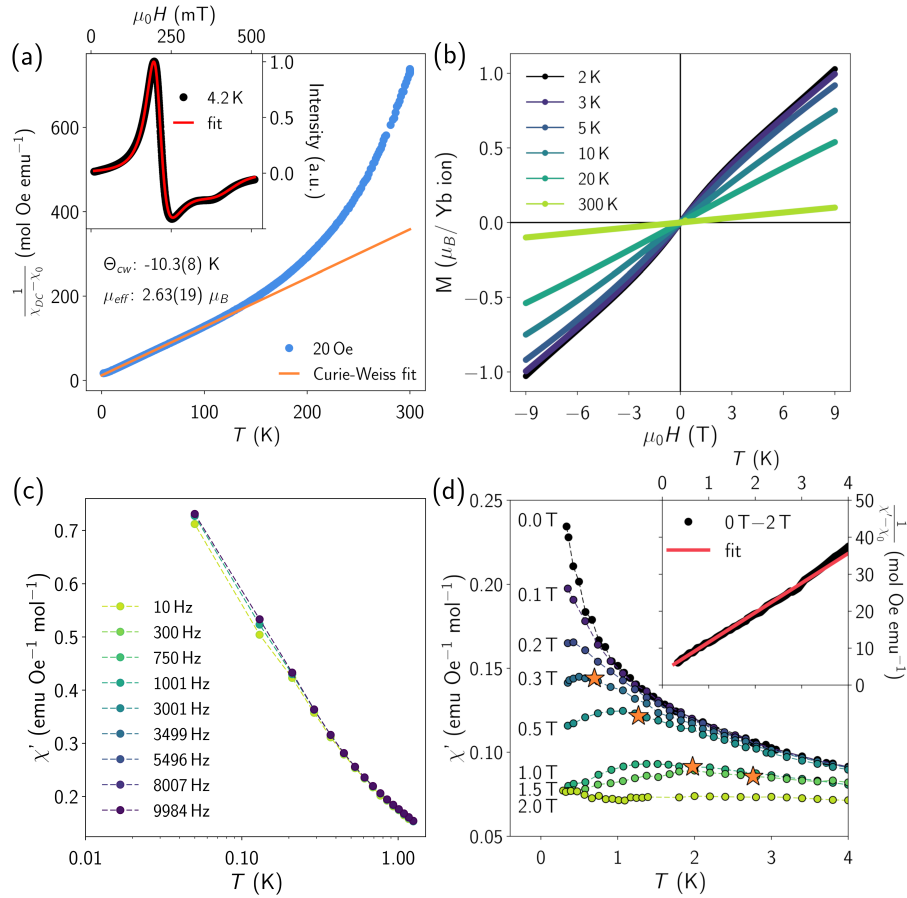 (a)
μ₀H (mT)
0 250 500
1.0
0.5
0.0
Intensity (a.u.)
4.2 K
fit
600
400
200
0
1/(χ_DC−χ₀) (mol Oe emu⁻¹)
Θ_cw: -10.3(8) K
μ_eff: 2.63(19) μ_B
20 Oe
Curie-Weiss fit
0 100 200 300
T (K)
(b)
1.0
0.5
0.0
−0.5
−1.0
M (μ_B/ Yb ion)
2 K
3 K
5 K
10 K
20 K
300 K
−9 −6 −3 0 3 6 9
μ₀H (T)
(c)
0.7
0.6
0.5
0.4
0.3
0.2
χ' (emu Oe⁻¹ mol⁻¹)
10 Hz
300 Hz
750 Hz
1001 Hz
3001 Hz
3499 Hz
5496 Hz
8007 Hz
9984 Hz
0.01 0.10 1.00
T (K)
(d)
T (K)
0 1 2 3 4
50
40
30
20
10
0
1/(χ'−χ₀) (mol Oe emu⁻¹)
0 T−2 T
fit
0.25
0.20
0.15
0.10
0.05
χ' (emu Oe⁻¹ mol⁻¹)
0.0 T
0.1 T
0.2 T
0.3 T
0.5 T
1.0 T
1.5 T
2.0 T
0 1 2 3 4
T (K)